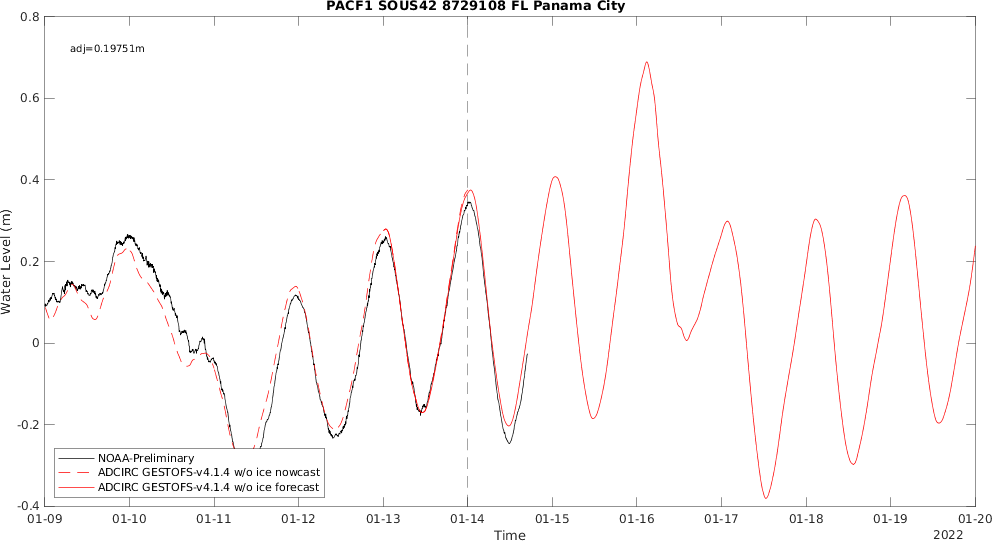 PACF1 SOUS42 8729108 FL Panama City
adj=0.19751m
Water Level (m)
0.8
0.6
0.4
0.2
0
-0.2
-0.4
NOAA-Preliminary
ADCIRC GESTOFS-v4.1.4 w/o ice nowcast
ADCIRC GESTOFS-v4.1.4 w/o ice forecast
01-09 01-10 01-11 01-12 01-13 01-14 01-15 01-16 01-17 01-18 01-19 01-20
Time
2022